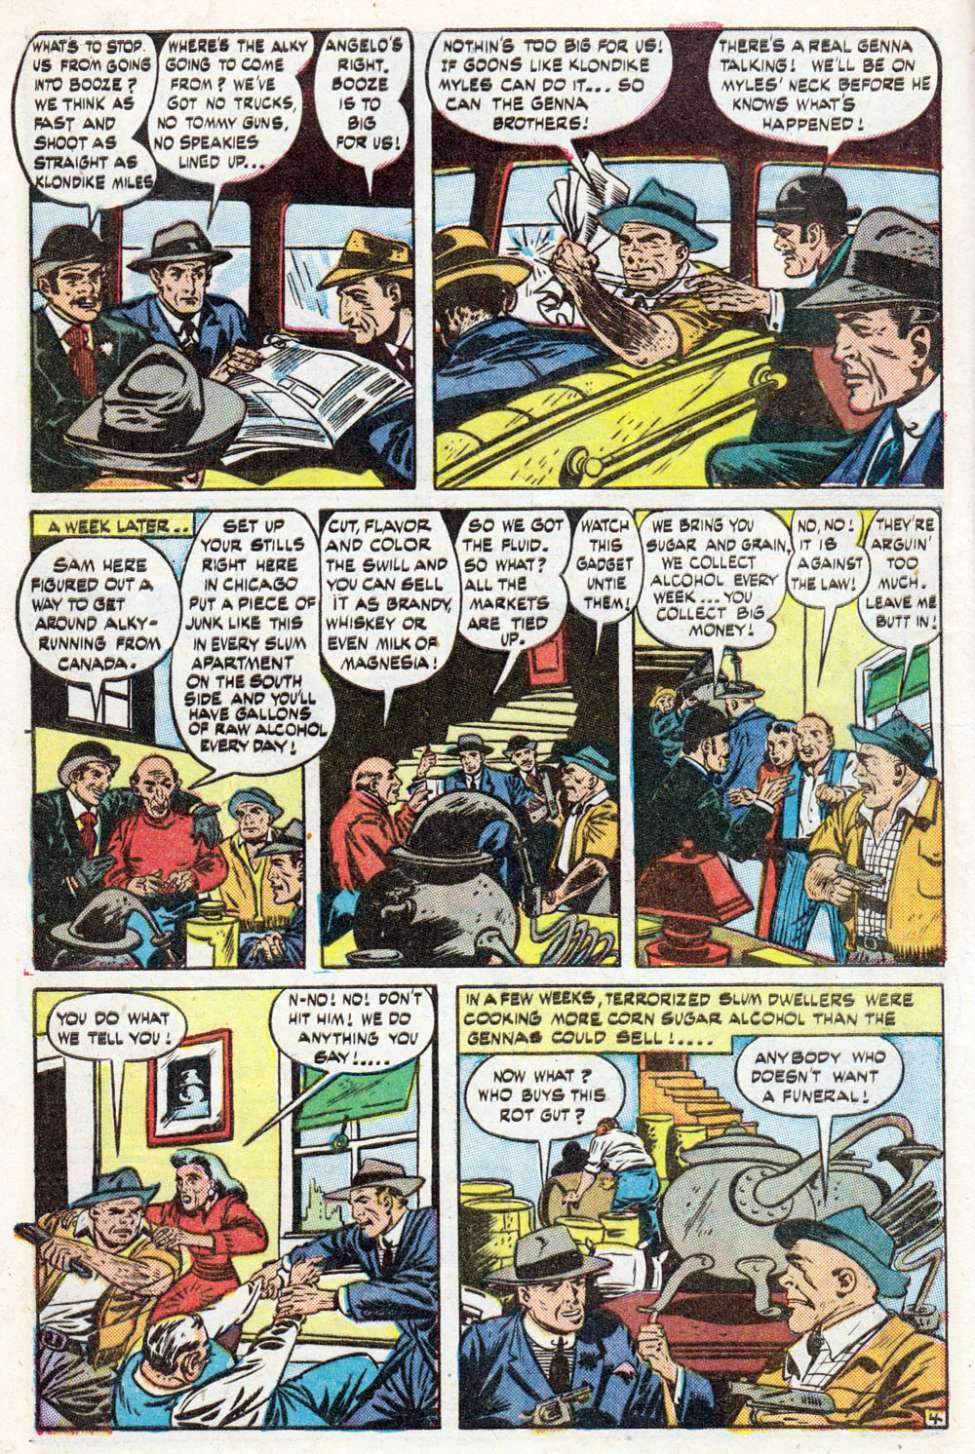 WHAT'S TO STOP
US FROM GOING
INTO BOOZE?
WE THINK AS
FAST AND
SHOOT AS
STRAIGHT AS
KLONDIKE MILES
WHERE'S THE ALKY
GOING TO COME
FROM? WE'VE
GOT NO TRUCKS,
NO TOMMY GUNS,
NO SPEAKIES
LINED UP...
ANGELO'S
RIGHT.
BOOZE
IS TO
BIG
FOR US!
NOTHIN'S TOO BIG FOR US!
IF GOONS LIKE KLONDIKE
MYLES CAN DO IT... SO
CAN THE GENNA
BROTHERS!
THERE'S A REAL GENNA
TALKING! WE'LL BE ON
MYLES' NECK BEFORE HE
KNOWS WHAT'S
HAPPENED!
A WEEK LATER...
SAM HERE
FIGURED OUT A
WAY TO GET
AROUND ALKY-
RUNNING FROM
CANADA.
SET UP
YOUR STILLS
RIGHT HERE
IN CHICAGO
PUT A PIECE OF
JUNK LIKE THIS
IN EVERY SLUM
APARTMENT
ON THE SOUTH
SIDE AND YOU'LL
HAVE GALLONS
OF RAW ALCOHOL
EVERY DAY!
CUT, FLAVOR
AND COLOR
THE SWILL AND
YOU CAN SELL
IT AS BRANDY,
WHISKEY OR
EVEN MILK OF
MAGNESIA!
SO WE GOT
THE FLUID.
SO WHAT?
ALL THE
MARKETS
ARE TIED
UP.
WATCH
THIS
GADGET
UNTIE
THEM!
WE BRING YOU
SUGAR AND GRAIN,
WE COLLECT
ALCOHOL EVERY
WEEK... YOU
COLLECT BIG
MONEY!
NO, NO!
IT IS
AGAINST
THE LAW!
THEY'RE
ARGUIN'
TOO
MUCH.
LEAVE ME
BUTT IN!
YOU DO WHAT
WE TELL YOU!
N-NO! NO! DON'T
HIT HIM! WE DO
ANYTHING YOU
SAY!....
IN A FEW WEEKS, TERRORIZED SLUM DWELLERS WERE
COOKING MORE CORN SUGAR ALCOHOL THAN THE
GENNAS COULD SELL!....
NOW WHAT?
WHO BUYS THIS
ROT GUT?
ANYBODY WHO
DOESN'T WANT
A FUNERAL!
4